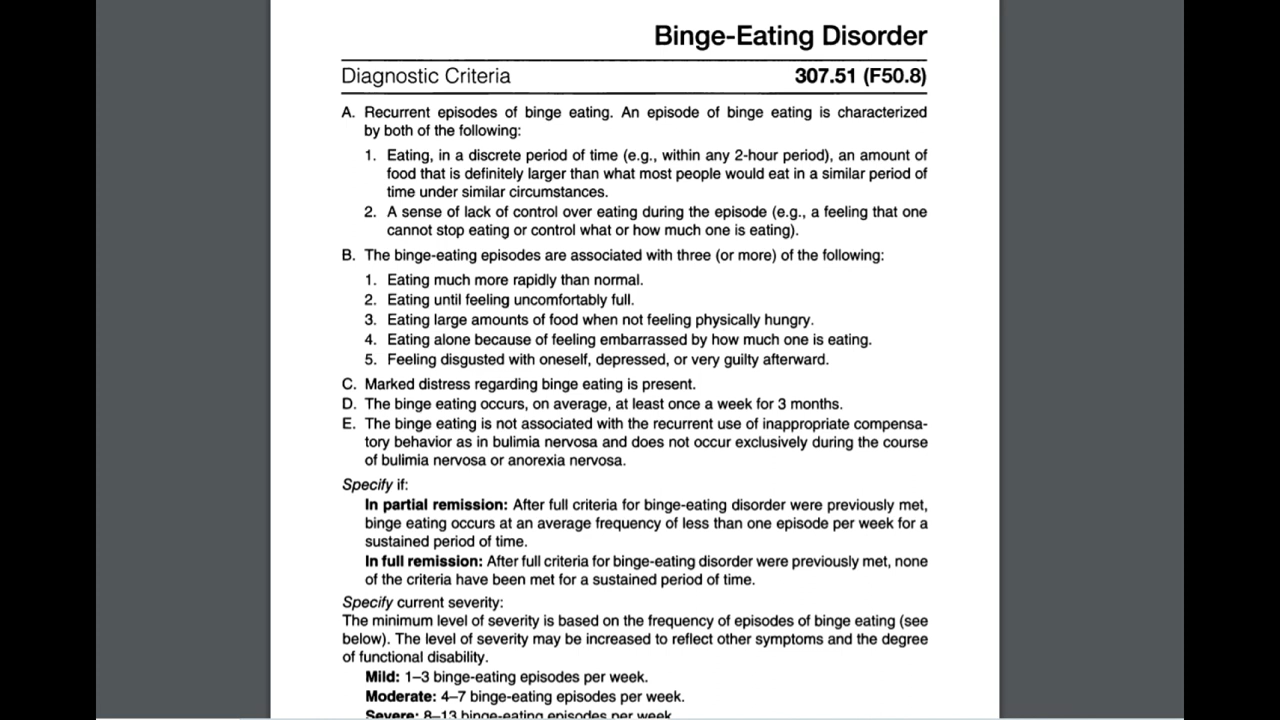 Binge-Eating Disorder
Diagnostic Criteria 307.51 (F50.8)
A. Recurrent episodes of binge eating. An episode of binge eating is characterized
by both of the following:
1. Eating, in a discrete period of time (e.g., within any 2-hour period), an amount of
food that is definitely larger than what most people would eat in a similar period of
time under similar circumstances.
2. A sense of lack of control over eating during the episode (e.g., a feeling that one
cannot stop eating or control what or how much one is eating).
B. The binge-eating episodes are associated with three (or more) of the following:
1. Eating much more rapidly than normal.
2. Eating until feeling uncomfortably full.
3. Eating large amounts of food when not feeling physically hungry.
4. Eating alone because of feeling embarrassed by how much one is eating.
5. Feeling disgusted with oneself, depressed, or very guilty afterward.
C. Marked distress regarding binge eating is present.
D. The binge eating occurs, on average, at least once a week for 3 months.
E. The binge eating is not associated with the recurrent use of inappropriate compensa-
tory behavior as in bulimia nervosa and does not occur exclusively during the course
of bulimia nervosa or anorexia nervosa.
Specify if:
In partial remission: After full criteria for binge-eating disorder were previously met,
binge eating occurs at an average frequency of less than one episode per week for a
sustained period of time.
In full remission: After full criteria for binge-eating disorder were previously met, none
of the criteria have been met for a sustained period of time.
Specify current severity:
The minimum level of severity is based on the frequency of episodes of binge eating (see
below). The level of severity may be increased to reflect other symptoms and the degree
of functional disability.
Mild: 1–3 binge-eating episodes per week.
Moderate: 4–7 binge-eating episodes per week.
Severe: 8–13 binge-eating episodes per week.